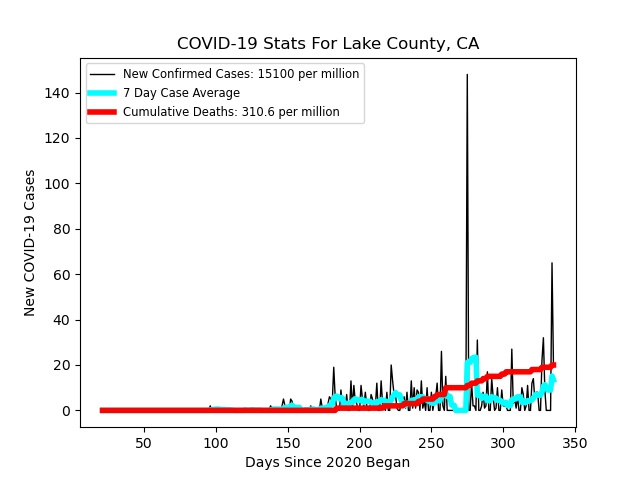 COVID-19 Stats For Lake County, CA
New Confirmed Cases: 15100 per million
7 Day Case Average
Cumulative Deaths: 310.6 per million
New COVID-19 Cases
140
120
100
80
60
40
20
0
50
100
150
200
250
300
350
Days Since 2020 Began